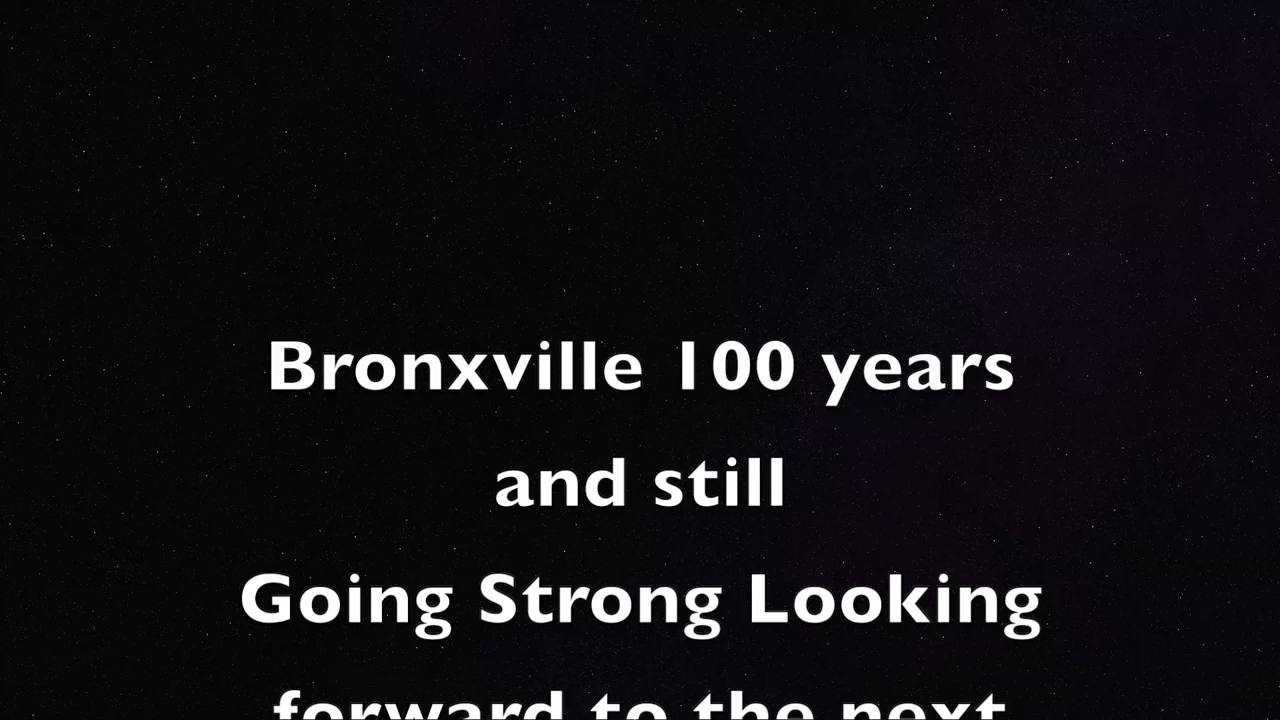 Bronxville 100 years
and still
Going Strong Looking
forward to the next